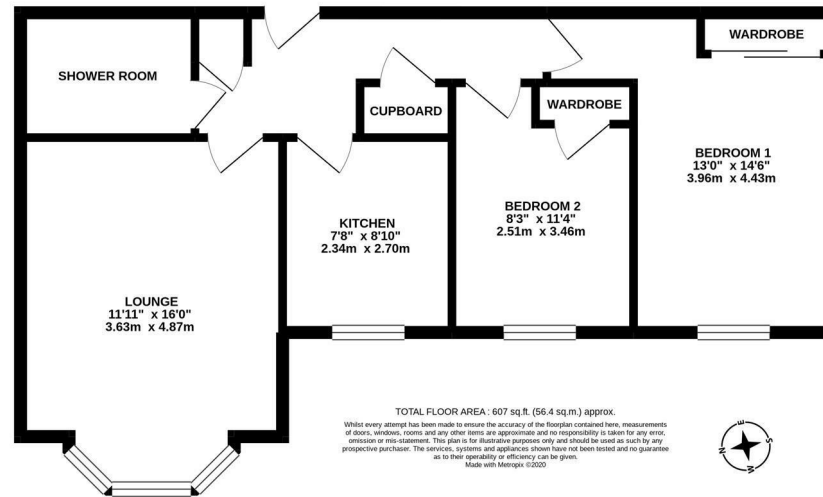 WARDROBE
SHOWER ROOM
CUPBOARD
WARDROBE
BEDROOM 1
13'0" x 14'6"
3.96m x 4.43m
BEDROOM 2
8'3" x 11'4"
2.51m x 3.46m
KITCHEN
7'8" x 8'10"
2.34m x 2.70m
LOUNGE
11'11" x 16'0"
3.63m x 4.87m
TOTAL FLOOR AREA : 607 sq.ft. (56.4 sq.m.) approx.
Whilst every attempt has been made to ensure the accuracy of the floorplan contained here, measurements
of doors, windows, rooms and any other items are approximate and no responsibility is taken for any error,
omission or mis-statement. This plan is for illustrative purposes only and should be used as such by any
prospective purchaser. The services, systems and appliances shown have not been tested and no guarantee
as to their operability or efficiency can be given.
Made with Metropix ©2020
E
N
S
W